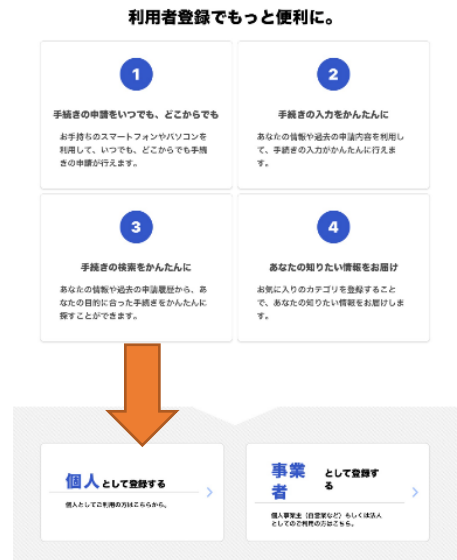 利用者登録でもっと便利に。
1
手続きの申請をいつでも、どこからでも
お手持ちのスマートフォンやパソコンを
利用して、いつでも、どこからでも手続
きの申請が行えます。
2
手続きの入力をかんたんに
あなたの情報や過去の申請内容を利用し
て、手続きの入力がかんたんに行えま
す。
3
手続きの検索をかんたんに
あなたの情報や過去の申請履歴から、あ
なたの目的に合った手続きをかんたんに
探すことができます。
4
あなたの知りたい情報をお届け
お気に入りのカテゴリを登録すること
で、あなたの知りたい情報をお届けしま
す。
個人として登録する
個人としてご利用の方はこちらから。
事業
者
として登録す
る
個人事業主（自営業など）もしくは法人
としてのご利用の方はこちら。